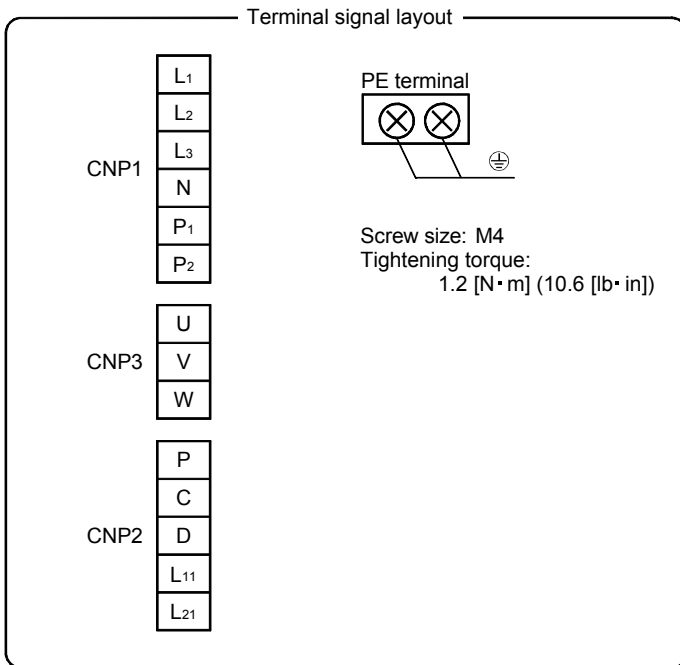 Terminal signal layout
CNP1
L1
L2
L3
N
P1
P2
CNP3
U
V
W
CNP2
P
C
D
L11
L21
PE terminal
Screw size: M4
Tightening torque:
1.2 [N▪m] (10.6 [lb▪in])